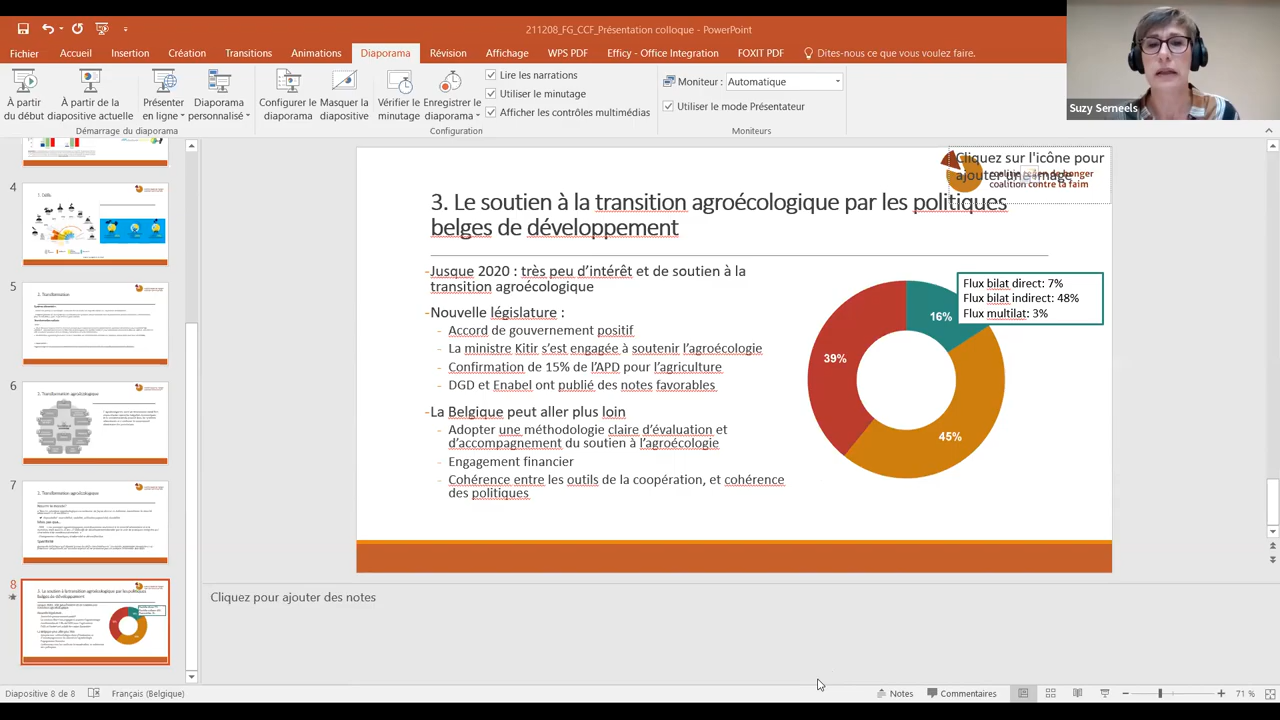 211208_FG_CCF_Présentation colloque - PowerPoint
Fichier Accueil Insertion Création Transitions Animations Diaporama Révision Affichage WPS PDF Efficy - Office Integration FOXIT PDF Dites-nous ce que vous voulez faire.
À partir du début
À partir de la diapositive actuelle
Présenter en ligne
Diaporama personnalisé
Configurer le diaporama
Masquer la diapositive
Vérifier le minutage
Enregistrer le diaporama
Lire les narrations
Utiliser le minutage
Afficher les contrôles multimédias
Moniteur : Automatique
Utiliser le mode Présentateur
Démarrage du diaporama
Configuration
Moniteurs
Suzy Serneels
4
5
6
7
8
Cliquez sur l'icône pour
ajouter une image
coalition contre la faim
3. Le soutien à la transition agroécologique par les politiques
belges de développement
-Jusque 2020 : très peu d’intérêt et de soutien à la
transition agroécologique
-Nouvelle législature :
- Accord de gouvernement positif
- La ministre Kitir s’est engagée à soutenir l’agroécologie
- Confirmation de 15% de l’APD pour l’agriculture
- DGD et Enabel ont publié des notes favorables
-La Belgique peut aller plus loin
- Adopter une méthodologie claire d’évaluation et
d’accompagnement du soutien à l’agroécologie
- Engagement financier
- Cohérence entre les outils de la coopération, et cohérence
des politiques
Flux bilat direct: 7%
Flux bilat indirect: 48%
Flux multilat: 3%
16%
39%
45%
Cliquez pour ajouter des notes
Diapositive 8 de 8 Français (Belgique) Notes Commentaires 71 %